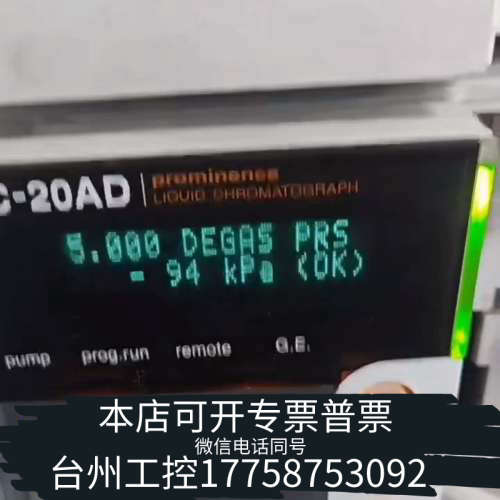 C-20AD
prominence
LIQUID CHROMATOGRAPH
5.000 DEGAS PRS
- 94 kPa (OK)
pump prog.run remote G.E.
本店可开专票普票
微信电话同号
台州工控17758753092